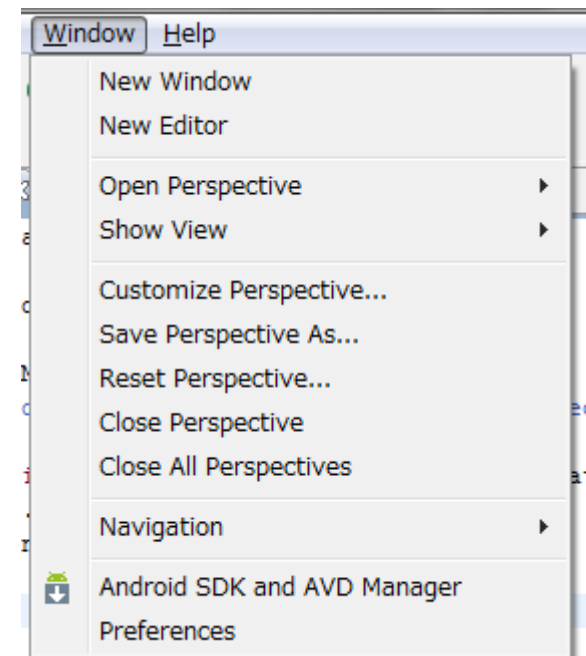 Window Help
New Window
New Editor
Open Perspective
Show View
Customize Perspective...
Save Perspective As...
Reset Perspective...
Close Perspective
Close All Perspectives
Navigation
Android SDK and AVD Manager
Preferences